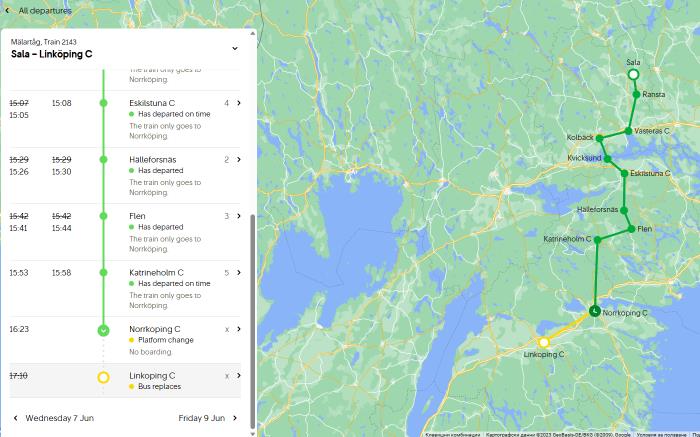 All departures
Mälartåg, Train 2143
Sala – Linköping C
The train only goes to
Norrköping.
15:07 15:08 Eskilstuna C 4
15:05 Has departed on time
The train only goes to
Norrköping.
15:29 15:29 Hälleforsnäs 2
15:26 15:30 Has departed
The train only goes to
Norrköping.
15:42 15:42 Flen 3
15:41 15:44 Has departed
The train only goes to
Norrköping.
15:53 15:58 Katrineholm C 5
Has departed on time
The train only goes to
Norrköping.
16:23 Norrköping C x
Platform change
No boarding.
17:10 Linköping C x
Bus replaces
Wednesday 7 Jun Friday 9 Jun
Sala
Ransta
Västerås C
Kolbäck
Kvicksund
Eskilstuna C
Hälleforsnäs
Flen
Katrineholm C
Norrköping C
Linköping C
Клавишни комбинации Картографски данни ©2023 GeoBasis-DE/BKG (©2009), Google Условия за ползване